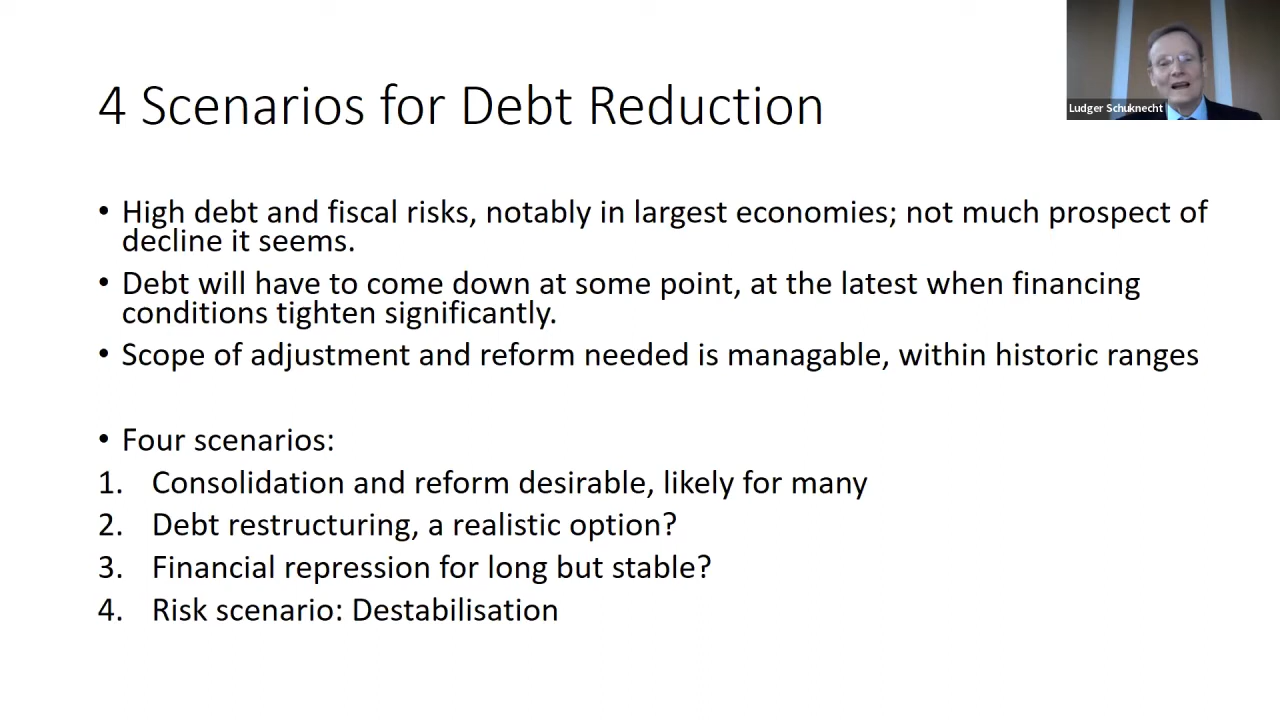 Ludger Schuknecht
4 Scenarios for Debt Reduction
• High debt and fiscal risks, notably in largest economies; not much prospect of
decline it seems.
• Debt will have to come down at some point, at the latest when financing
conditions tighten significantly.
• Scope of adjustment and reform needed is managable, within historic ranges
• Four scenarios:
1. Consolidation and reform desirable, likely for many
2. Debt restructuring, a realistic option?
3. Financial repression for long but stable?
4. Risk scenario: Destabilisation